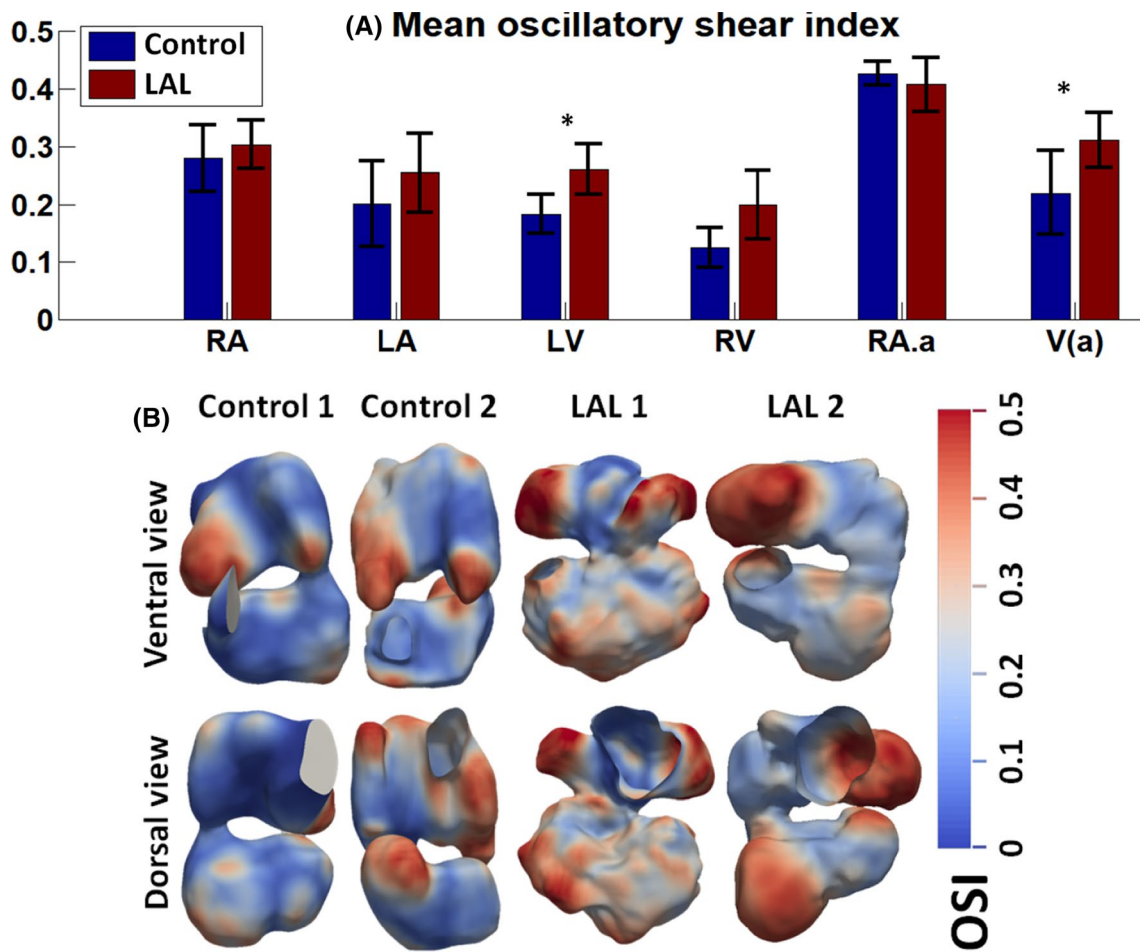 (A) Mean oscillatory shear index
Control
LAL
0.5
0.4
0.3
0.2
0.1
0
*
*
RA LA LV RV RA.a V(a)
(B)
Control 1 Control 2 LAL 1 LAL 2
Ventral view
Dorsal view
0.5
0.4
0.3
0.2
0.1
0
OSI